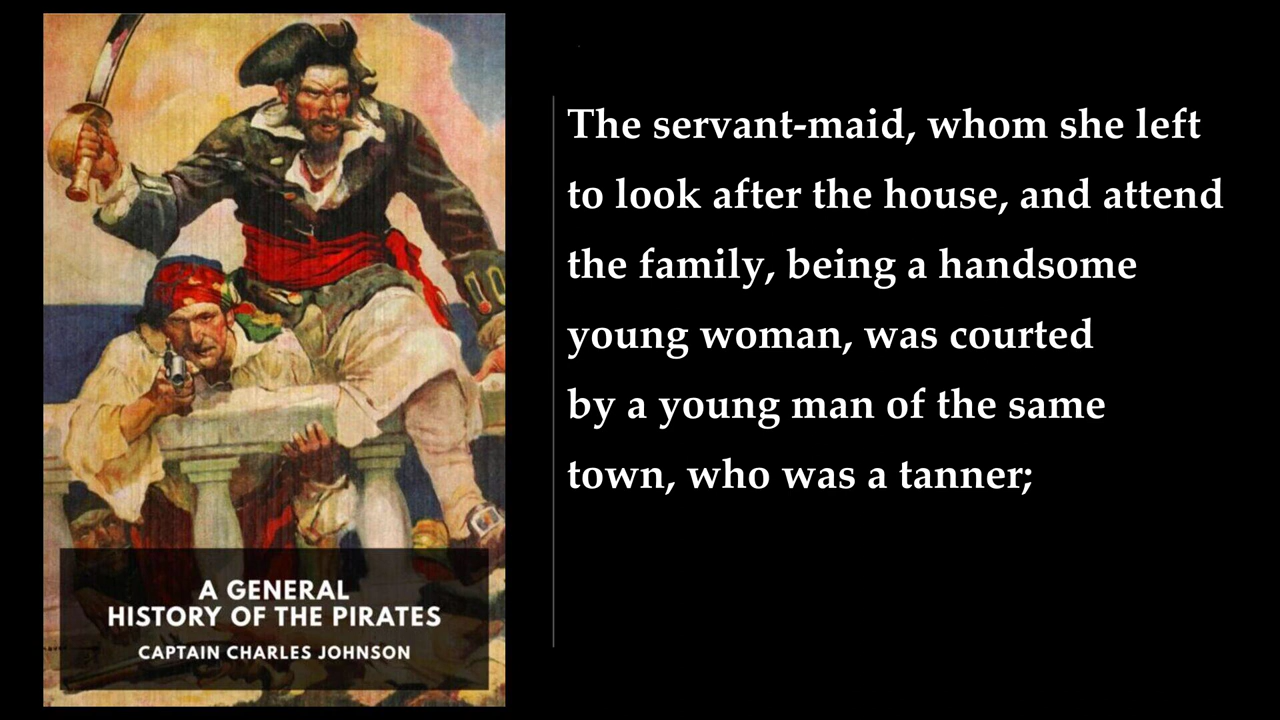 The servant-maid, whom she left
to look after the house, and attend
the family, being a handsome
young woman, was courted
by a young man of the same
town, who was a tanner;
A GENERAL
HISTORY OF THE PIRATES
CAPTAIN CHARLES JOHNSON